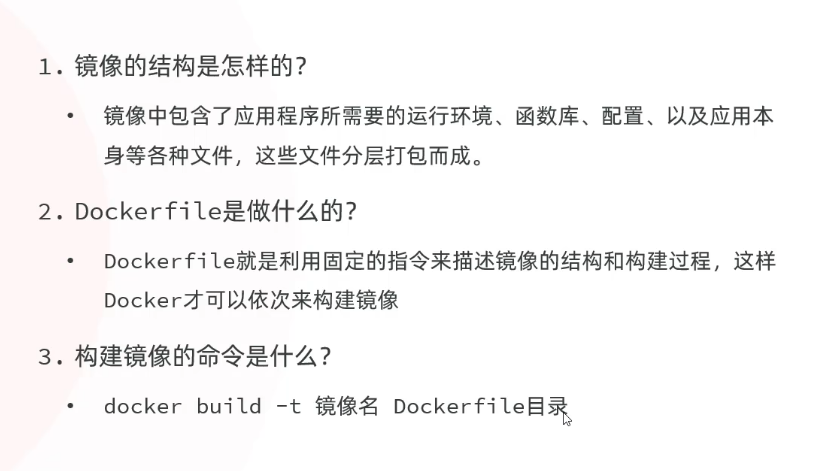 1. 镜像的结构是怎样的?
• 镜像中包含了应用程序所需要的运行环境、函数库、配置、以及应用本
身等各种文件，这些文件分层打包而成。
2. Dockerfile是做什么的?
• Dockerfile就是利用固定的指令来描述镜像的结构和构建过程，这样
Docker才可以依次来构建镜像
3. 构建镜像的命令是什么?
• docker build -t 镜像名 Dockerfile目录